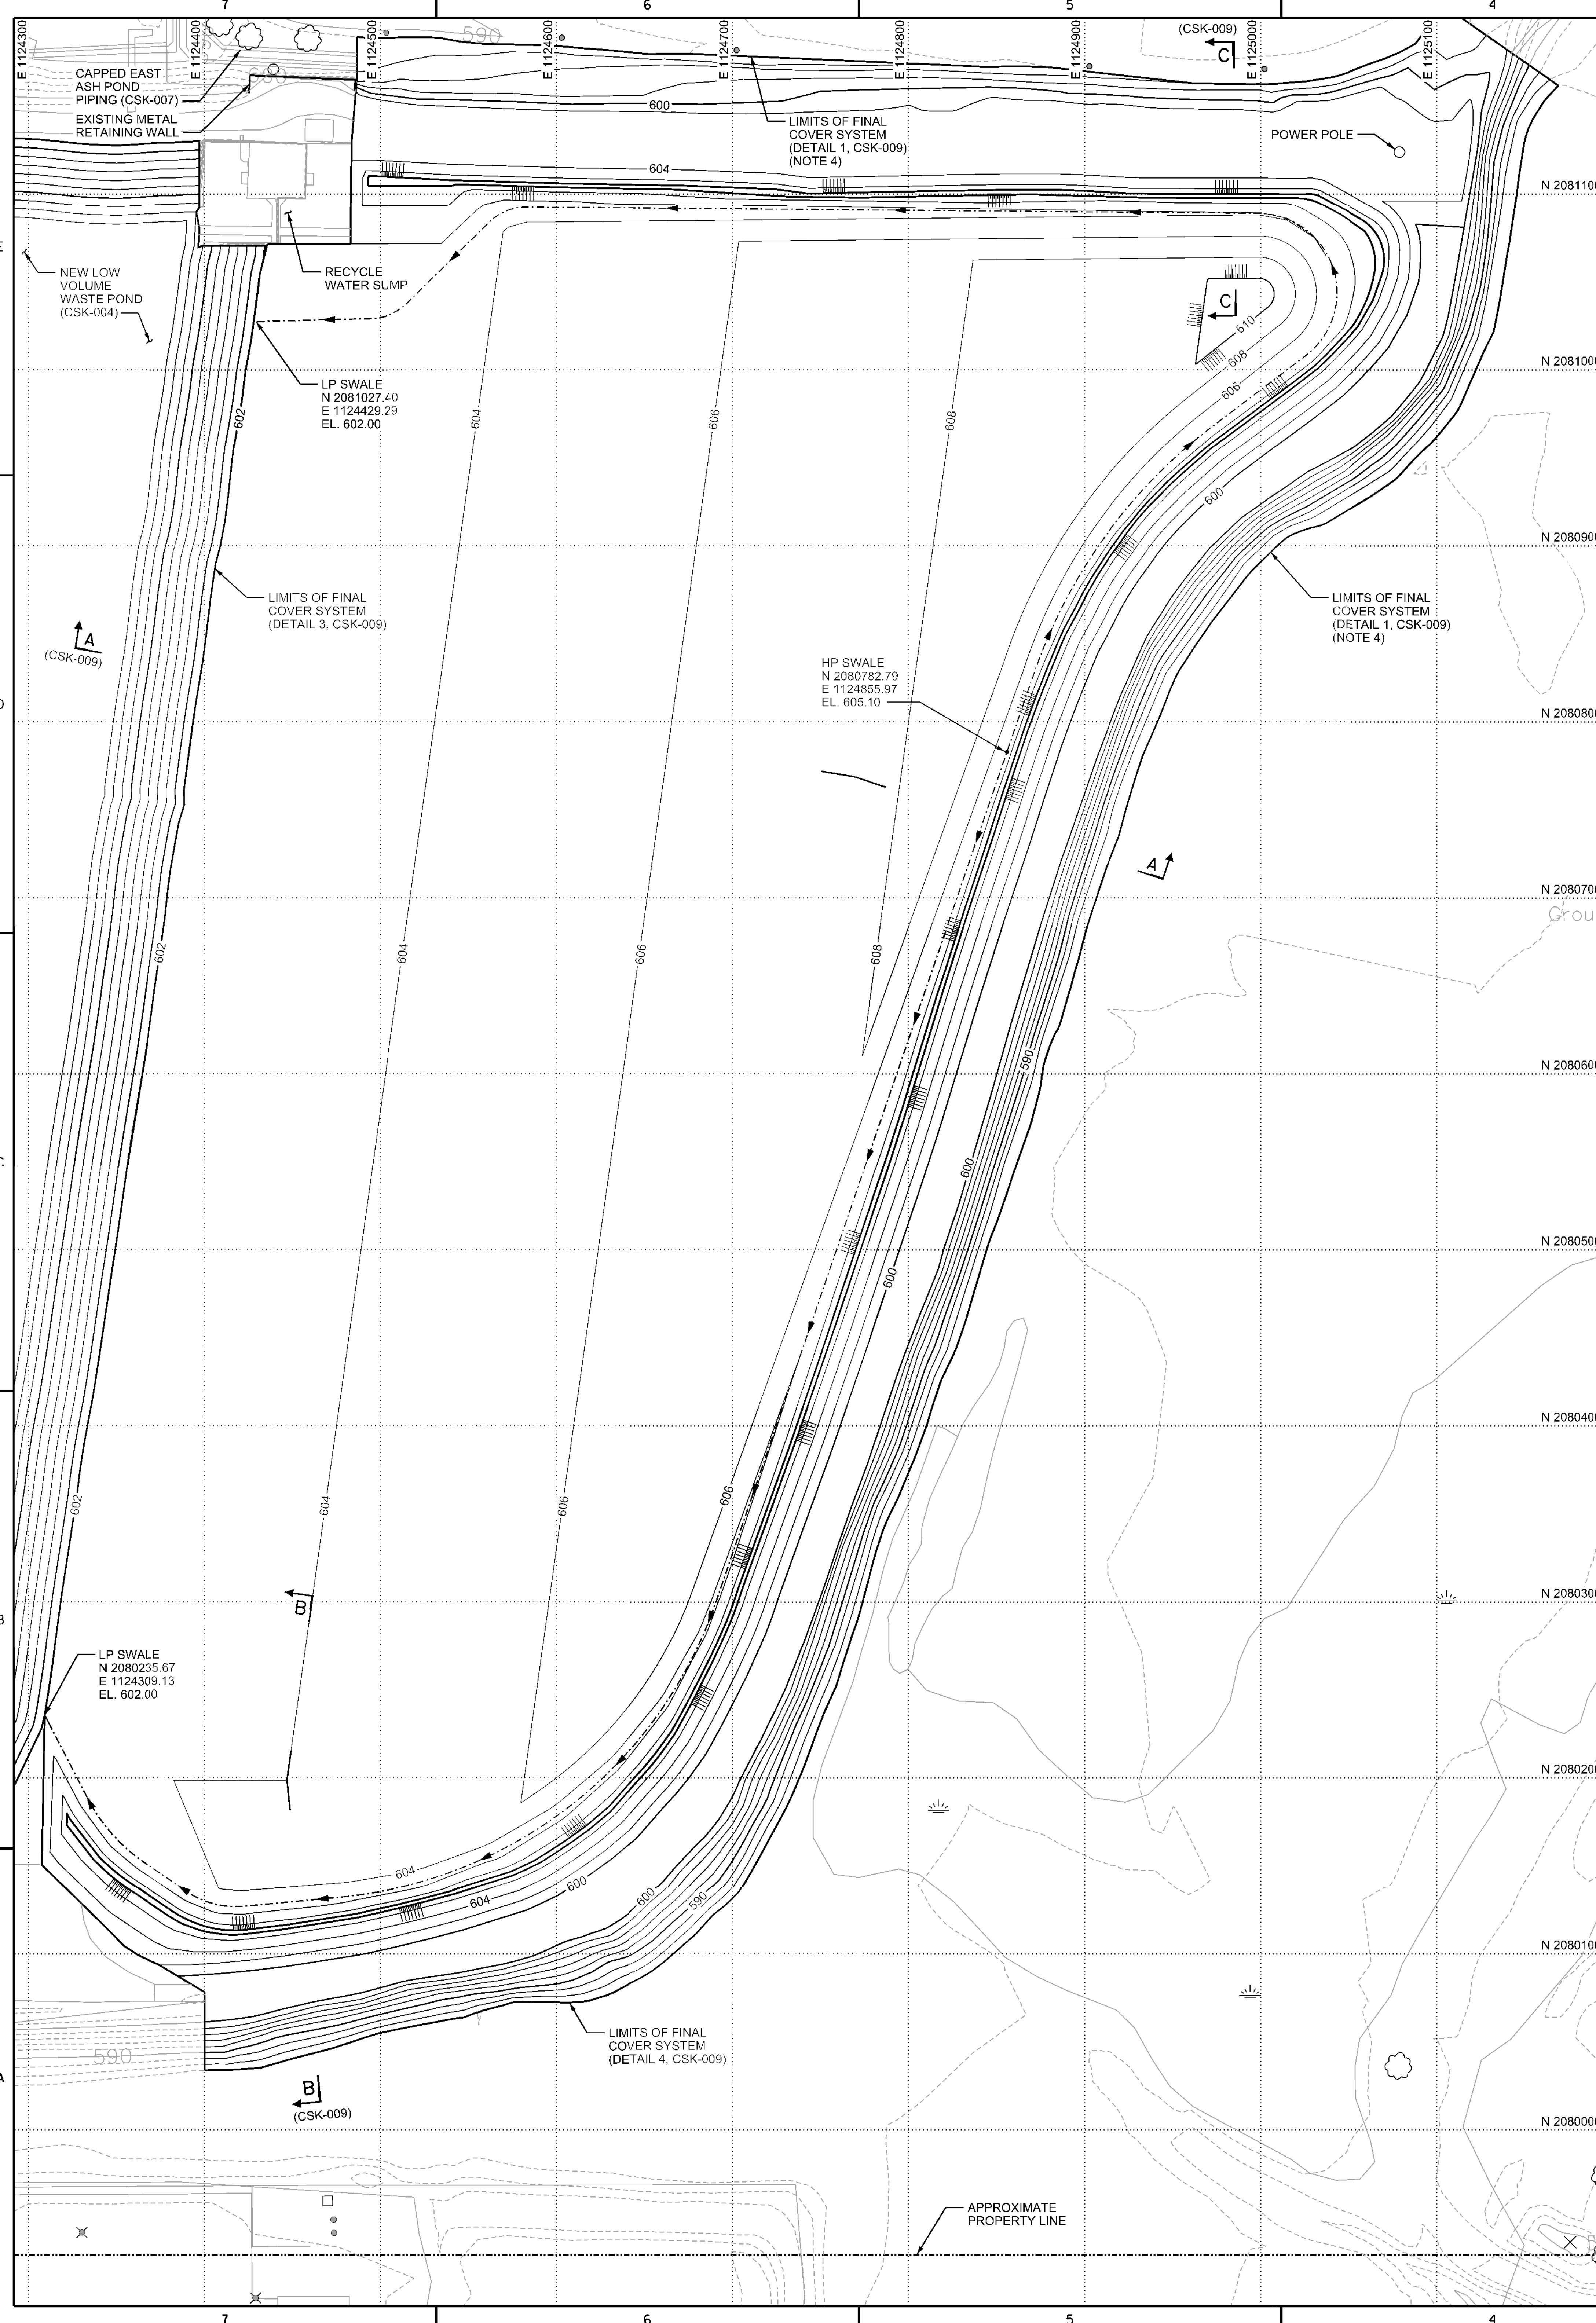 7
6
5
4
E 1124300
E 1124400
E 1124500
E 1124600
E 1124700
E 1124800
E 1124900
E 1125000
E 1125100
590
(CSK-009)
C
CAPPED EAST
ASH POND
PIPING (CSK-007)
EXISTING METAL
RETAINING WALL
600
LIMITS OF FINAL
COVER SYSTEM
(DETAIL 1, CSK-009)
(NOTE 4)
POWER POLE
604
N 2081100
E
NEW LOW
VOLUME
WASTE POND
(CSK-004)
RECYCLE
WATER SUMP
C
610
608
606
N 2081000
LP SWALE
N 2081027.40
E 1124429.29
EL. 602.00
602
604
606
608
600
N 2080900
LIMITS OF FINAL
COVER SYSTEM
(DETAIL 3, CSK-009)
LIMITS OF FINAL
COVER SYSTEM
(DETAIL 1, CSK-009)
(NOTE 4)
A
(CSK-009)
HP SWALE
N 2080782.79
E 1124855.97
EL. 605.10
D
N 2080800
A
N 2080700
Grou
602
604
606
608
590
N 2080600
C
600
N 2080500
600
N 2080400
602
604
606
606
B
N 2080300
B
LP SWALE
N 2080235.67
E 1124309.13
EL. 602.00
N 2080200
604
604
600
600
590
N 2080100
LIMITS OF FINAL
COVER SYSTEM
(DETAIL 4, CSK-009)
590
A
B
(CSK-009)
N 2080000
APPROXIMATE
PROPERTY LINE
7
6
5
4